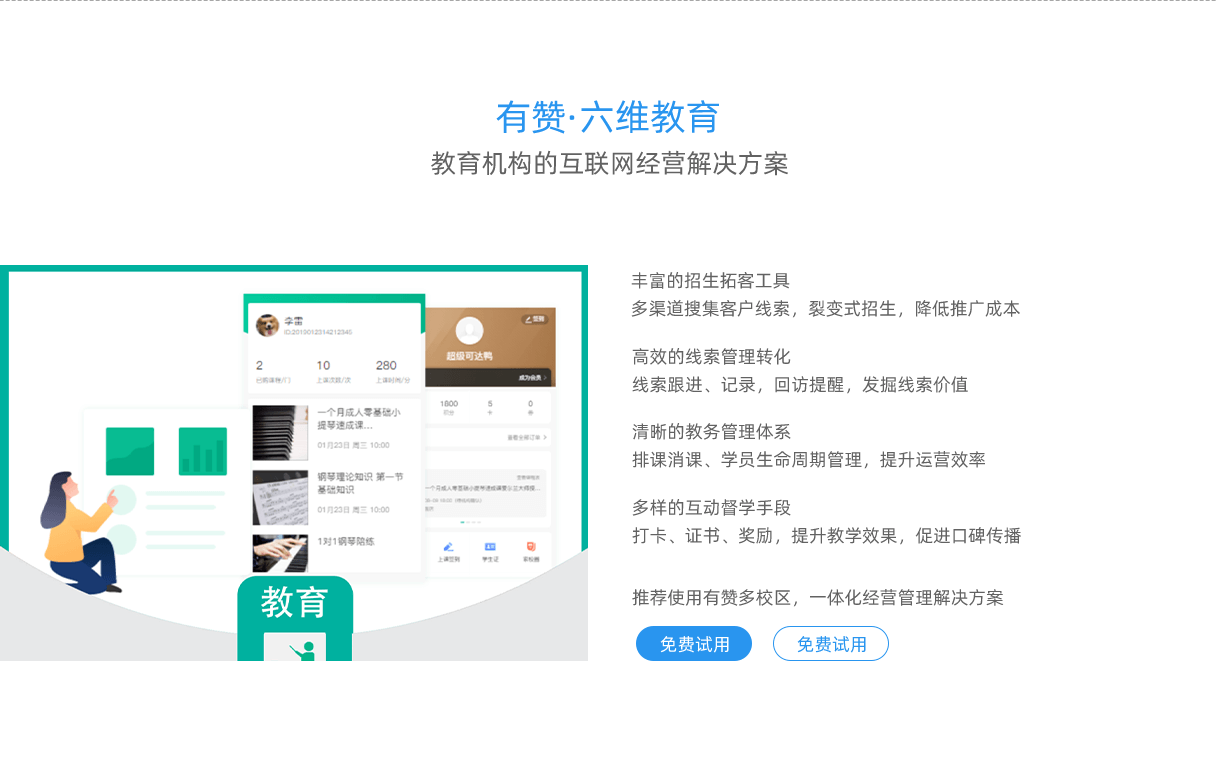 有赞·六维教育
教育机构的互联网经营解决方案
李雷
ID:2019012314212345
2
10
280
已购课程/门
上课次数/次
上课时间/分
一个月成人零基础小
提琴速成课...
01月23日 周三 10:00
钢琴理论知识 第一节
基础知识
01月23日 周三 10:00
1对1钢琴陪练
签到
超级可达鸭
成为会员
1600
5
0
积分
卡
券
查看全部订单
上课签到
学生证
家校圈
教育
丰富的招生拓客工具
多渠道搜集客户线索，裂变式招生，降低推广成本
高效的线索管理转化
线索跟进、记录，回访提醒，发掘线索价值
清晰的教务管理体系
排课消课、学员生命周期管理，提升运营效率
多样的互动督学手段
打卡、证书、奖励，提升教学效果，促进口碑传播
推荐使用有赞多校区，一体化经营管理解决方案
免费试用
免费试用